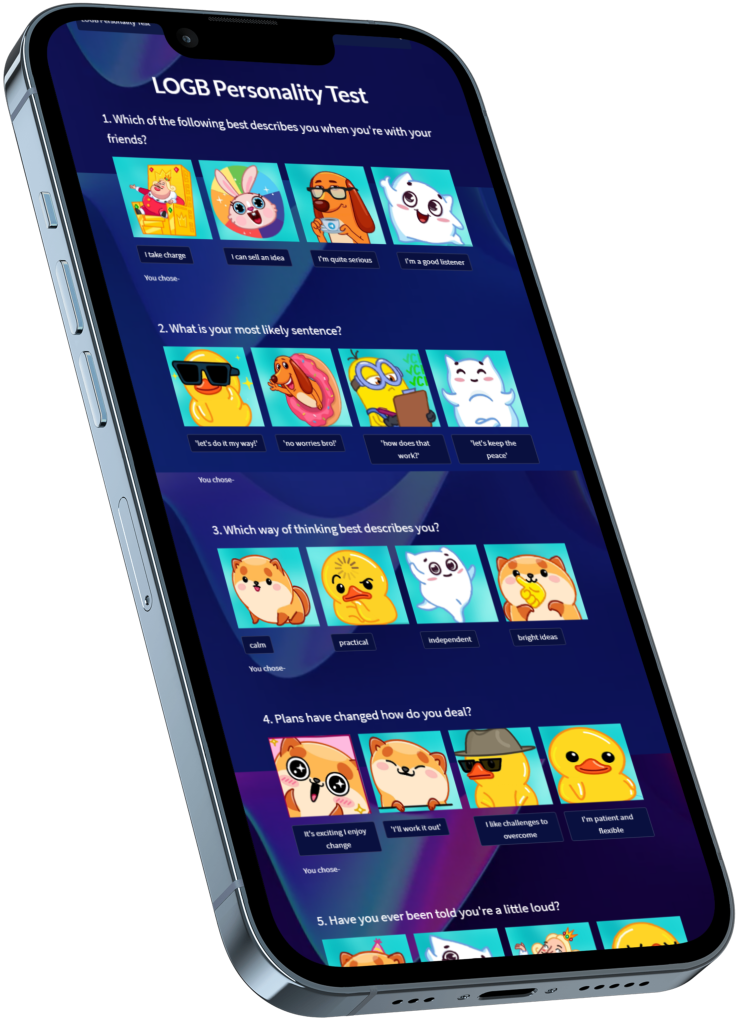 LOGB Personality Test
LOGB Personality Test
1. Which of the following best describes you when you're with your
friends?
I take charge
I can sell an idea
I'm quite serious
I'm a good listener
You chose-
2. What is your most likely sentence?
'let's do it my way!'
'no worries bro!'
'how does that
work?'
'let's keep the
peace'
You chose-
3. Which way of thinking best describes you?
calm
practical
independent
bright ideas
You chose-
4. Plans have changed how do you deal?
It's exciting I enjoy
change
'I'll work it out'
I like challenges to
overcome
I'm patient and
flexible
You chose-
5. Have you ever been told you're a little loud?